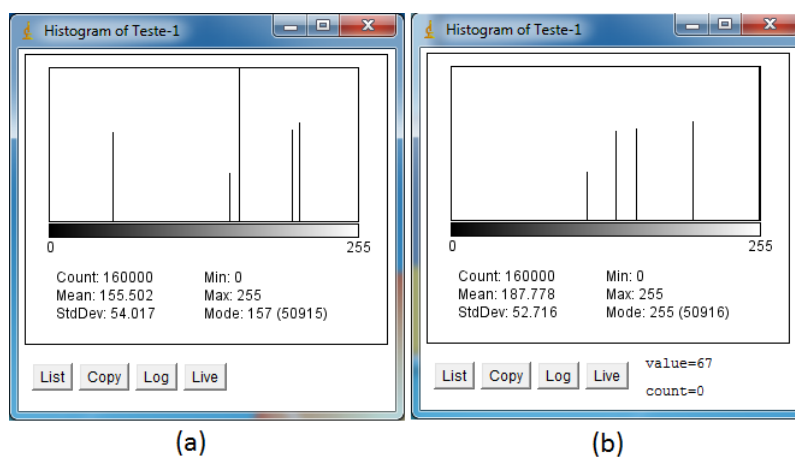 Histogram of Teste-1
0 255
Count: 160000 Min: 0
Mean: 155.502 Max: 255
StdDev: 54.017 Mode: 157 (50915)
List Copy Log Live
(a)
Histogram of Teste-1
0 255
Count: 160000 Min: 0
Mean: 187.778 Max: 255
StdDev: 52.716 Mode: 255 (50916)
List Copy Log Live
value=67
count=0
(b)